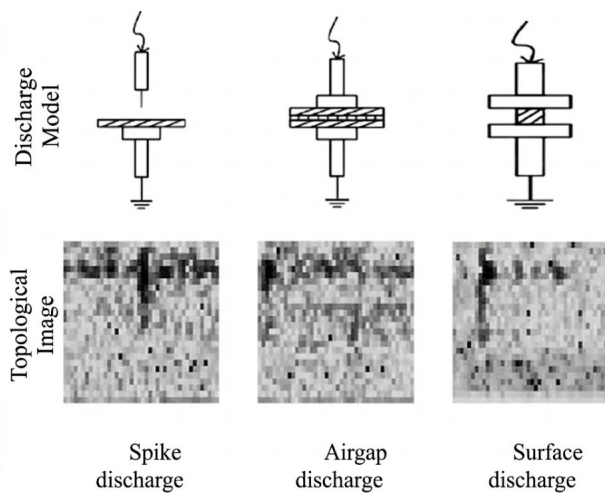 Discharge
Model
Topological
Image
Spike
discharge
Airgap
discharge
Surface
discharge